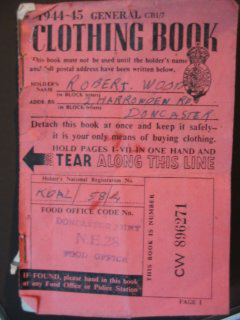 1944-45 GENERAL CB1/7
CLOTHING BOOK
This book must not be used until the holder's name
and full postal address have been written below.
HOLDER'S NAME ROBERT. WOOD
(in BLOCK letters)
ADDRESS 2 HARROWDEN RD
(in BLOCK letters)
DONCASTER
Detach this book at once and keep it safely—
it is your only means of buying clothing.
HOLD PAGES I-VII IN ONE HAND AND
TEAR ALONG THIS LINE
Holder's National Registration No.
KOAL / 58/4
FOOD OFFICE CODE No.
NE.28
FOOD OFFICE
IF FOUND, please hand in this book
at any Food Office or Police Station
THIS BOOK IS NUMBER
CW 896271
PAGE I